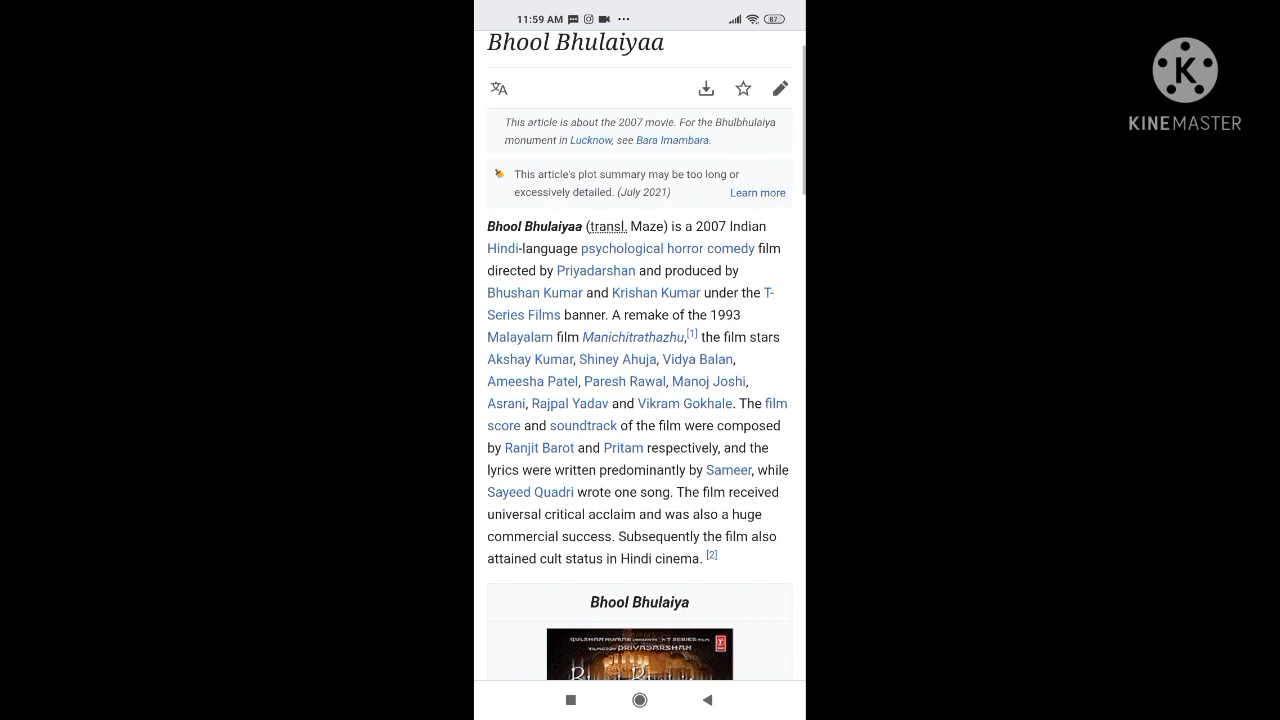 11:59 AM
87
Bhool Bhulaiyaa
This article is about the 2007 movie. For the Bhulbhulaiya
monument in Lucknow, see Bara Imambara.
This article's plot summary may be too long or
excessively detailed. (July 2021)
Learn more
Bhool Bhulaiyaa (transl. Maze) is a 2007 Indian
Hindi-language psychological horror comedy film
directed by Priyadarshan and produced by
Bhushan Kumar and Krishan Kumar under the T-
Series Films banner. A remake of the 1993
Malayalam film Manichitrathazhu,[1] the film stars
Akshay Kumar, Shiney Ahuja, Vidya Balan,
Ameesha Patel, Paresh Rawal, Manoj Joshi,
Asrani, Rajpal Yadav and Vikram Gokhale. The film
score and soundtrack of the film were composed
by Ranjit Barot and Pritam respectively, and the
lyrics were written predominantly by Sameer, while
Sayeed Quadri wrote one song. The film received
universal critical acclaim and was also a huge
commercial success. Subsequently the film also
attained cult status in Hindi cinema. [2]
Bhool Bhulaiya
GULSHAN KUMAR PRESENTS A T SERIES FILM
PRIYADARSHAN
K
KINEMASTER